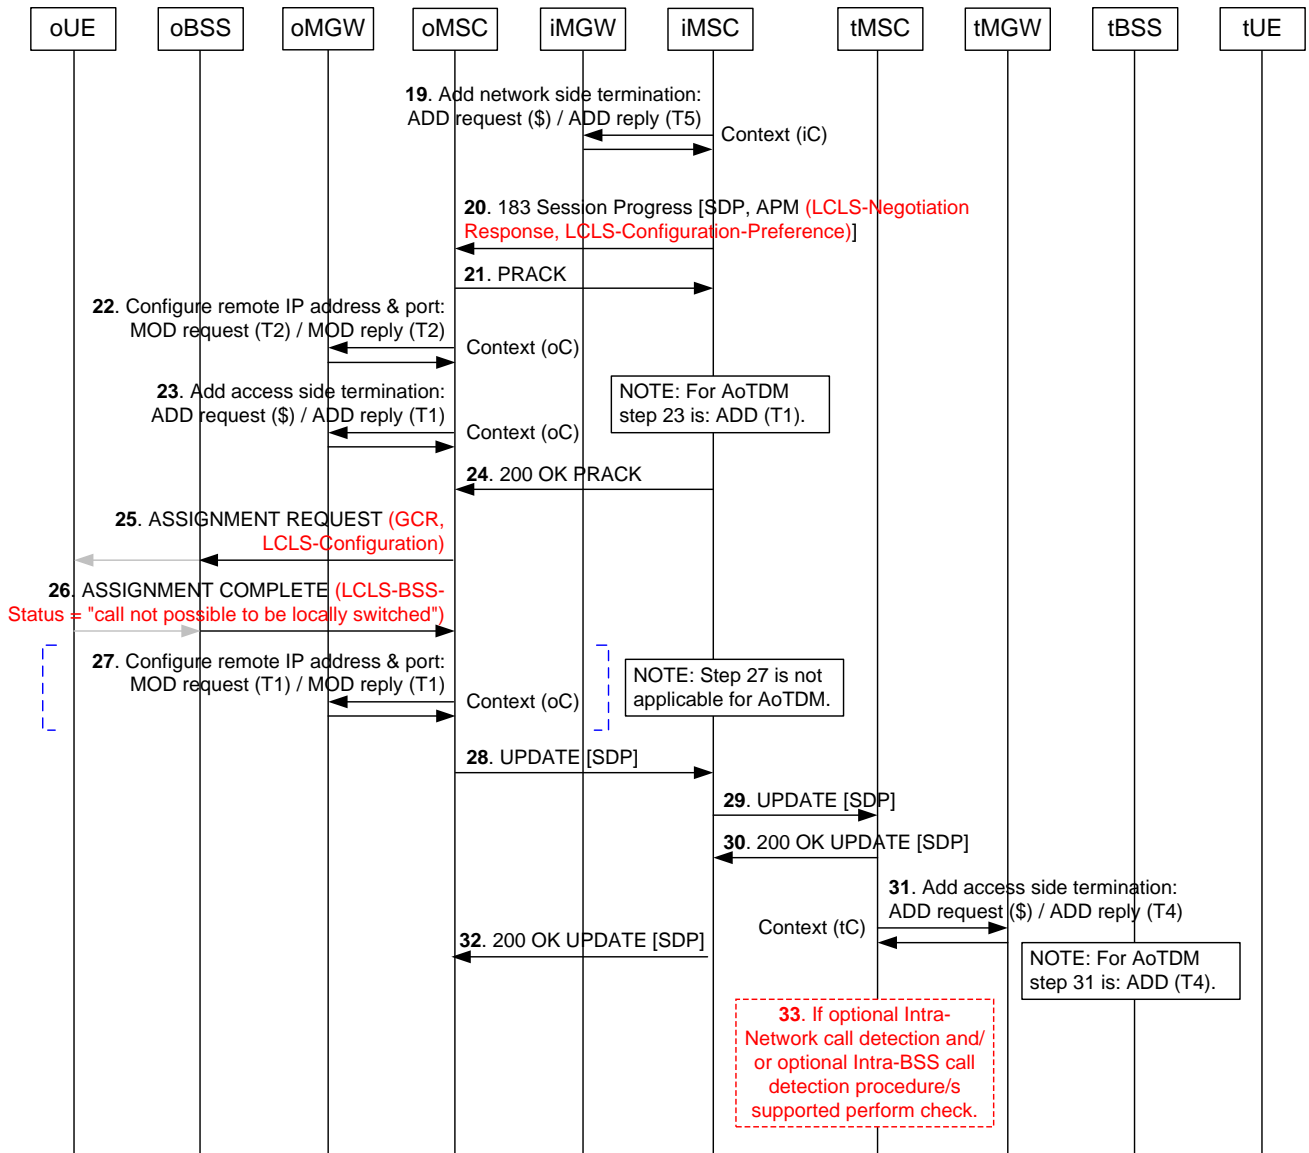 oUE
oBSS
oMGW
oMSC
iMGW
iMSC
tMSC
tMGW
tBSS
tUE
19. Add network side termination:
ADD request ($) / ADD reply (T5)
Context (iC)
20. 183 Session Progress [SDP, APM (LCLS-Negotiation
Response, LCLS-Configuration-Preference)]
21. PRACK
22. Configure remote IP address & port:
MOD request (T2) / MOD reply (T2)
Context (oC)
23. Add access side termination:
ADD request ($) / ADD reply (T1)
Context (oC)
NOTE: For AoTDM
step 23 is: ADD (T1).
24. 200 OK PRACK
25. ASSIGNMENT REQUEST (GCR,
LCLS-Configuration)
26. ASSIGNMENT COMPLETE (LCLS-BSS-
Status = "call not possible to be locally switched")
27. Configure remote IP address & port:
MOD request (T1) / MOD reply (T1)
Context (oC)
NOTE: Step 27 is not
applicable for AoTDM.
28. UPDATE [SDP]
29. UPDATE [SDP]
30. 200 OK UPDATE [SDP]
31. Add access side termination:
ADD request ($) / ADD reply (T4)
Context (tC)
32. 200 OK UPDATE [SDP]
NOTE: For AoTDM
step 31 is: ADD (T4).
33. If optional Intra-
Network call detection and/
or optional Intra-BSS call
detection procedure/s
supported perform check.